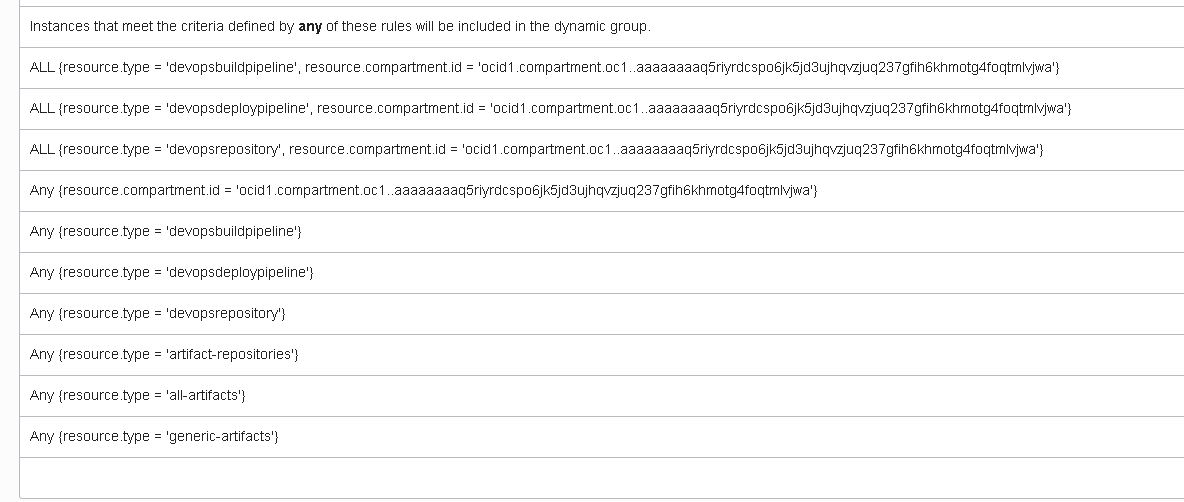 Instances that meet the criteria defined by any of these rules will be included in the dynamic group.
ALL {resource.type = 'devopsbuildpipeline', resource.compartment.id = 'ocid1.compartment.oc1..aaaaaaaaq5riyrdcspo6jk5jd3ujhqvzjuq237gfih6khmotg4foqtmlvjwa'}
ALL {resource.type = 'devopsdeploypipeline', resource.compartment.id = 'ocid1.compartment.oc1..aaaaaaaaq5riyrdcspo6jk5jd3ujhqvzjuq237gfih6khmotg4foqtmlvjwa'}
ALL {resource.type = 'devopsrepository', resource.compartment.id = 'ocid1.compartment.oc1..aaaaaaaaq5riyrdcspo6jk5jd3ujhqvzjuq237gfih6khmotg4foqtmlvjwa'}
Any {resource.compartment.id = 'ocid1.compartment.oc1..aaaaaaaaq5riyrdcspo6jk5jd3ujhqvzjuq237gfih6khmotg4foqtmlvjwa'}
Any {resource.type = 'devopsbuildpipeline'}
Any {resource.type = 'devopsdeploypipeline'}
Any {resource.type = 'devopsrepository'}
Any {resource.type = 'artifact-repositories'}
Any {resource.type = 'all-artifacts'}
Any {resource.type = 'generic-artifacts'}